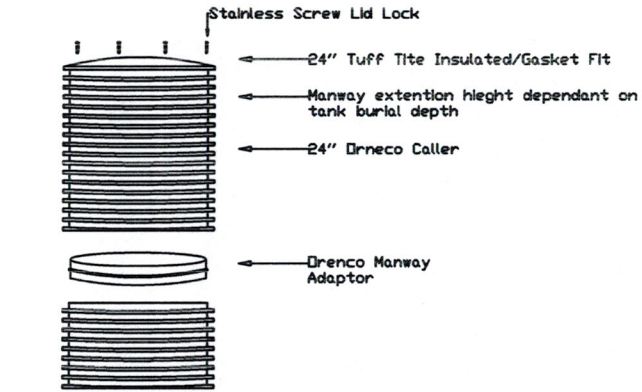 Stainless Screw Lid Lock
24" Tuff Tite Insulated/Gasket Fit
Manway extention hieght dependant on
tank burial depth
24" Orneco Caller
Orenco Manway
Adaptor